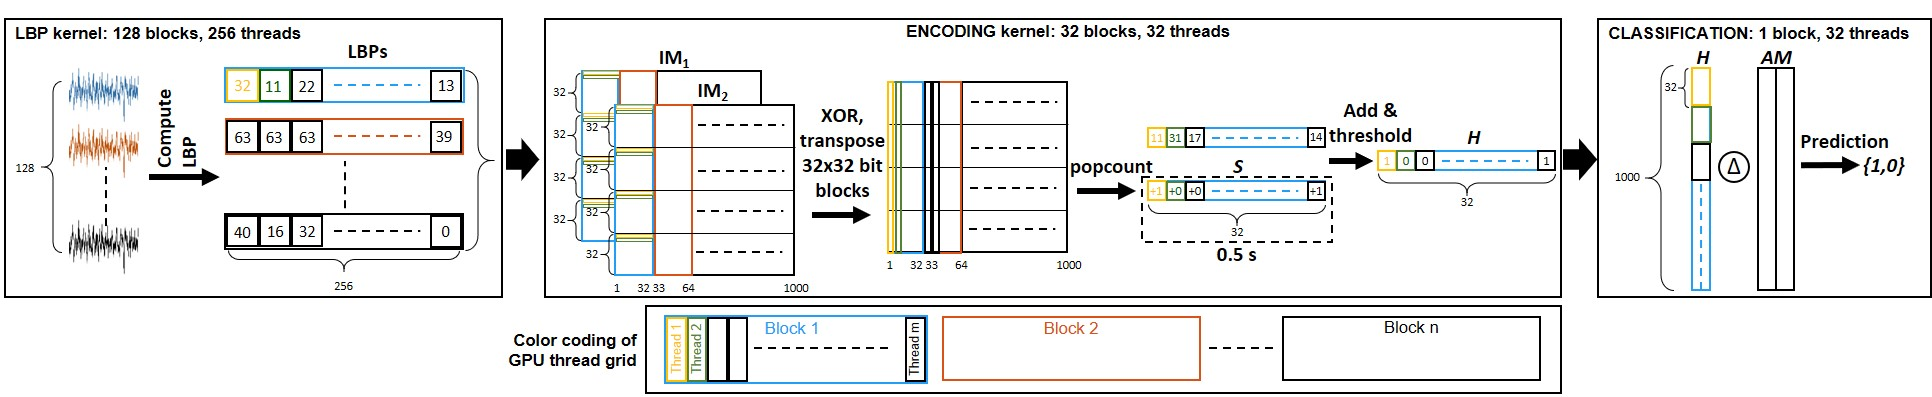 LBP kernel: 128 blocks, 256 threads
LBPs
128
Compute
LBP
32 11 22 13
63 63 63 39
40 16 32 0
256
ENCODING kernel: 32 blocks, 32 threads
IM1
IM2
32
32
32
32
32
32
32
32
1 32 33 64 1000
XOR,
transpose
32x32 bit
blocks
1 32 33 64 1000
popcount
11 31 17 14
S
+1 +0 +0 +1
32
0.5 s
Add &
threshold
H
1 0 0 1
32
CLASSIFICATION: 1 block, 32 threads
H AM
32
1000
Δ
Prediction
{1,0}
Color coding of
GPU thread grid
Thread 1
Thread 2
Block 1
Thread m
Block 2
Block n